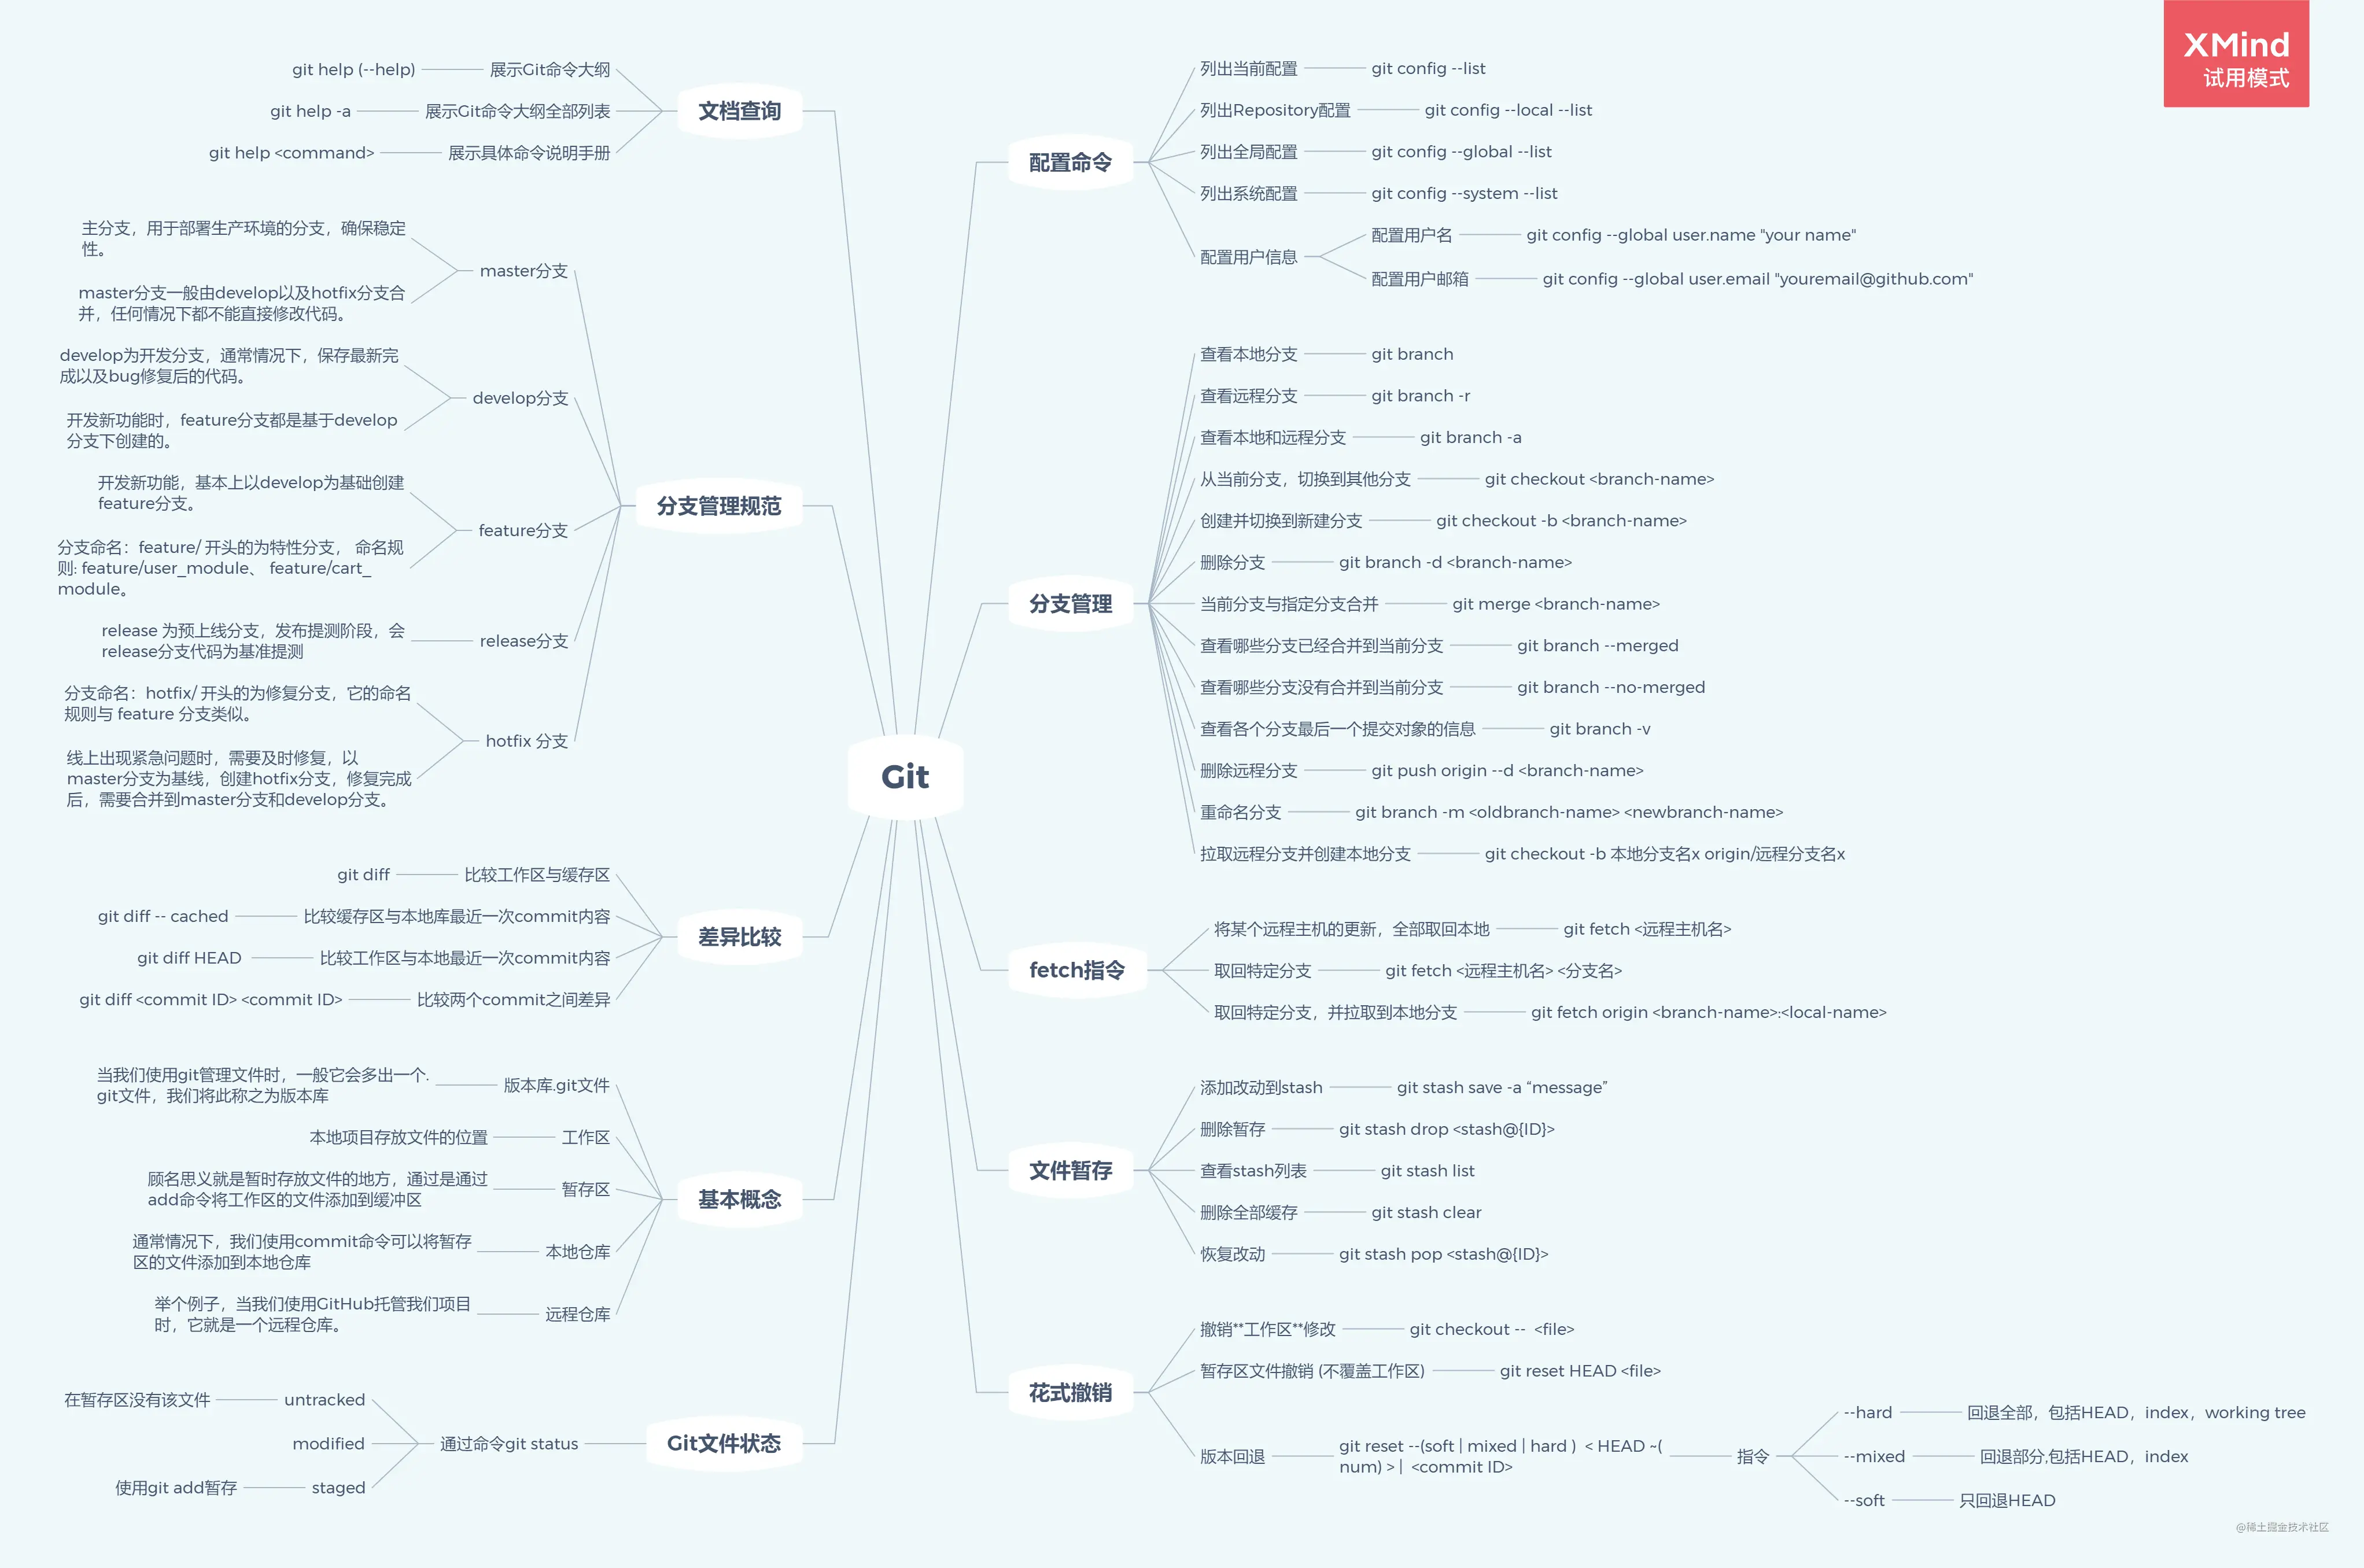 XMind
试用模式
Git
文档查询
展示Git命令大纲
git help (--help)
展示Git命令大纲全部列表
git help -a
展示具体命令说明手册
git help <command>
分支管理规范
master分支
主分支，用于部署生产环境的分支，确保稳定
性。
master分支一般由develop以及hotfix分支合
并，任何情况下都不能直接修改代码。
develop分支
develop为开发分支，通常情况下，保存最新完
成以及bug修复后的代码。
开发新功能时，feature分支都是基于develop
分支下创建的。
feature分支
开发新功能，基本上以develop为基础创建
feature分支。
分支命名：feature/ 开头的为特性分支， 命名规
则: feature/user_module、 feature/cart_
module。
release分支
release 为预上线分支，发布提测阶段，会
release分支代码为基准提测
hotfix 分支
分支命名：hotfix/ 开头的为修复分支，它的命名
规则与 feature 分支类似。
线上出现紧急问题时，需要及时修复，以
master分支为基线，创建hotfix分支，修复完成
后，需要合并到master分支和develop分支。
差异比较
比较工作区与缓存区
git diff
比较缓存区与本地库最近一次commit内容
git diff -- cached
比较工作区与本地最近一次commit内容
git diff HEAD
比较两个commit之间差异
git diff <commit ID> <commit ID>
基本概念
版本库.git文件
当我们使用git管理文件时，一般它会多出一个.
git文件，我们将此称之为版本库
工作区
本地项目存放文件的位置
暂存区
顾名思义就是暂时存放文件的地方，通过是通过
add命令将工作区的文件添加到缓冲区
本地仓库
通常情况下，我们使用commit命令可以将暂存
区的文件添加到本地仓库
远程仓库
举个例子，当我们使用GitHub托管我们项目
时，它就是一个远程仓库。
Git文件状态
通过命令git status
untracked
在暂存区没有该文件
modified
staged
使用git add暂存
配置命令
列出当前配置
git config --list
列出Repository配置
git config --local --list
列出全局配置
git config --global --list
列出系统配置
git config --system --list
配置用户信息
配置用户名
git config --global user.name "your name"
配置用户邮箱
git config --global user.email "youremail@github.com"
分支管理
查看本地分支
git branch
查看远程分支
git branch -r
查看本地和远程分支
git branch -a
从当前分支，切换到其他分支
git checkout <branch-name>
创建并切换到新建分支
git checkout -b <branch-name>
删除分支
git branch -d <branch-name>
当前分支与指定分支合并
git merge <branch-name>
查看哪些分支已经合并到当前分支
git branch --merged
查看哪些分支没有合并到当前分支
git branch --no-merged
查看各个分支最后一个提交对象的信息
git branch -v
删除远程分支
git push origin --d <branch-name>
重命名分支
git branch -m <oldbranch-name> <newbranch-name>
拉取远程分支并创建本地分支
git checkout -b 本地分支名x origin/远程分支名x
fetch指令
将某个远程主机的更新，全部取回本地
git fetch <远程主机名>
取回特定分支
git fetch <远程主机名> <分支名>
取回特定分支，并拉取到本地分支
git fetch origin <branch-name>:<local-name>
文件暂存
添加改动到stash
git stash save -a “message”
删除暂存
git stash drop <stash@{ID}>
查看stash列表
git stash list
删除全部缓存
git stash clear
恢复改动
git stash pop <stash@{ID}>
花式撤销
撤销**工作区**修改
git checkout -- <file>
暂存区文件撤销 (不覆盖工作区)
git reset HEAD <file>
版本回退
git reset --(soft | mixed | hard ) < HEAD ~(
num) > | <commit ID>
指令
--hard
回退全部，包括HEAD，index，working tree
--mixed
回退部分,包括HEAD，index
--soft
只回退HEAD
@稀土掘金技术社区